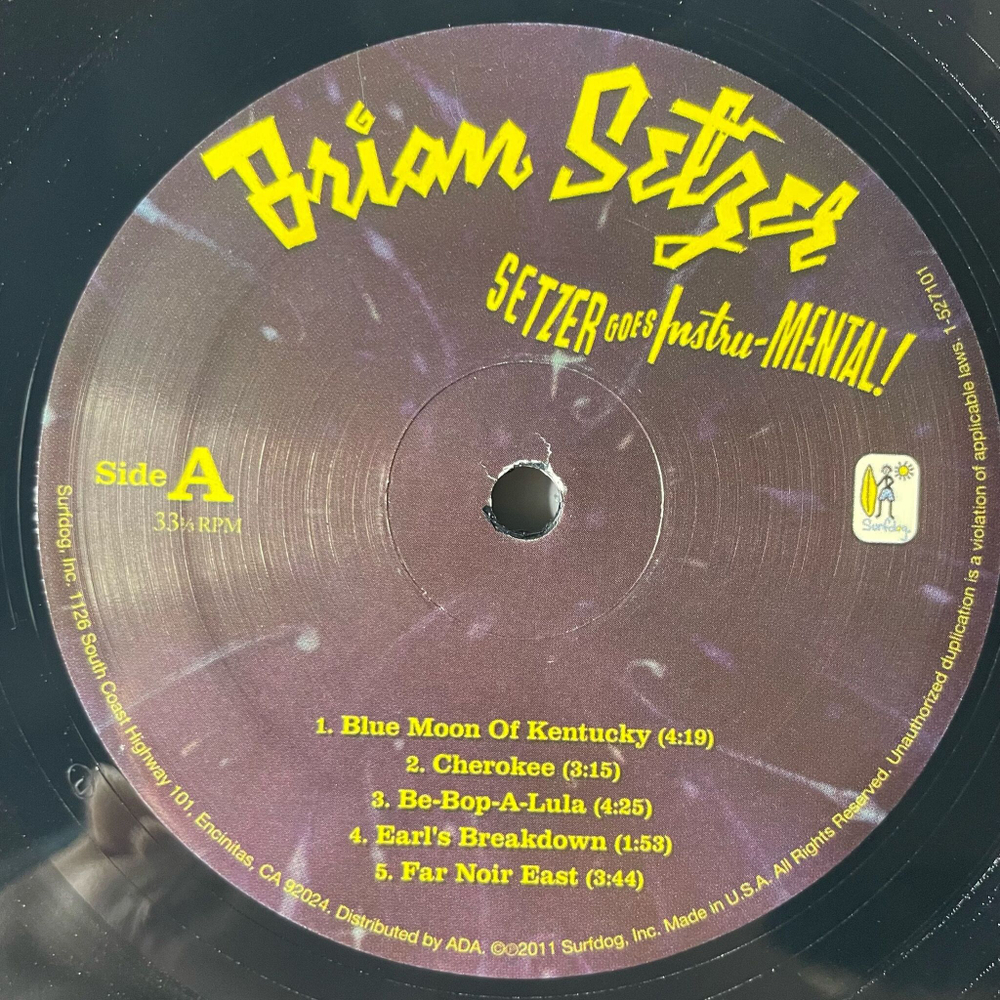 Brian Setzer
SETZER GOES Instru-MENTAL!
Side A
33⅓ RPM
Surfdog
1. Blue Moon Of Kentucky (4:19)
2. Cherokee (3:15)
3. Be-Bop-A-Lula (4:25)
4. Earl's Breakdown (1:53)
5. Far Noir East (3:44)
Surfdog, Inc. 1126 South Coast Highway 101, Encinitas, CA 92024. Distributed by ADA. ©℗2011 Surfdog, Inc. Made in U.S.A. All Rights Reserved. Unauthorized duplication is a violation of applicable laws. 1-527101